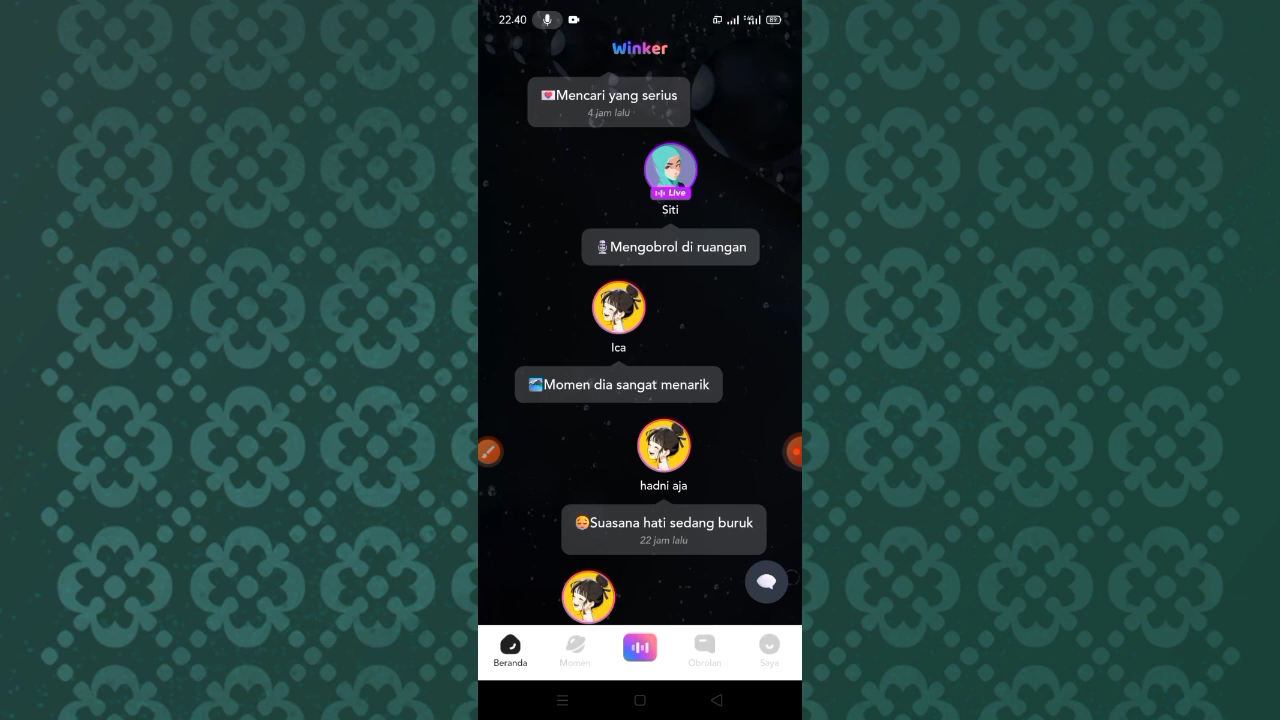 22.40
89
Winker
Mencari yang serius
4 jam lalu
Live
Siti
Mengobrol di ruangan
Ica
Momen dia sangat menarik
hadni aja
Suasana hati sedang buruk
22 jam lalu
Beranda
Momen
Obrolan
Saya